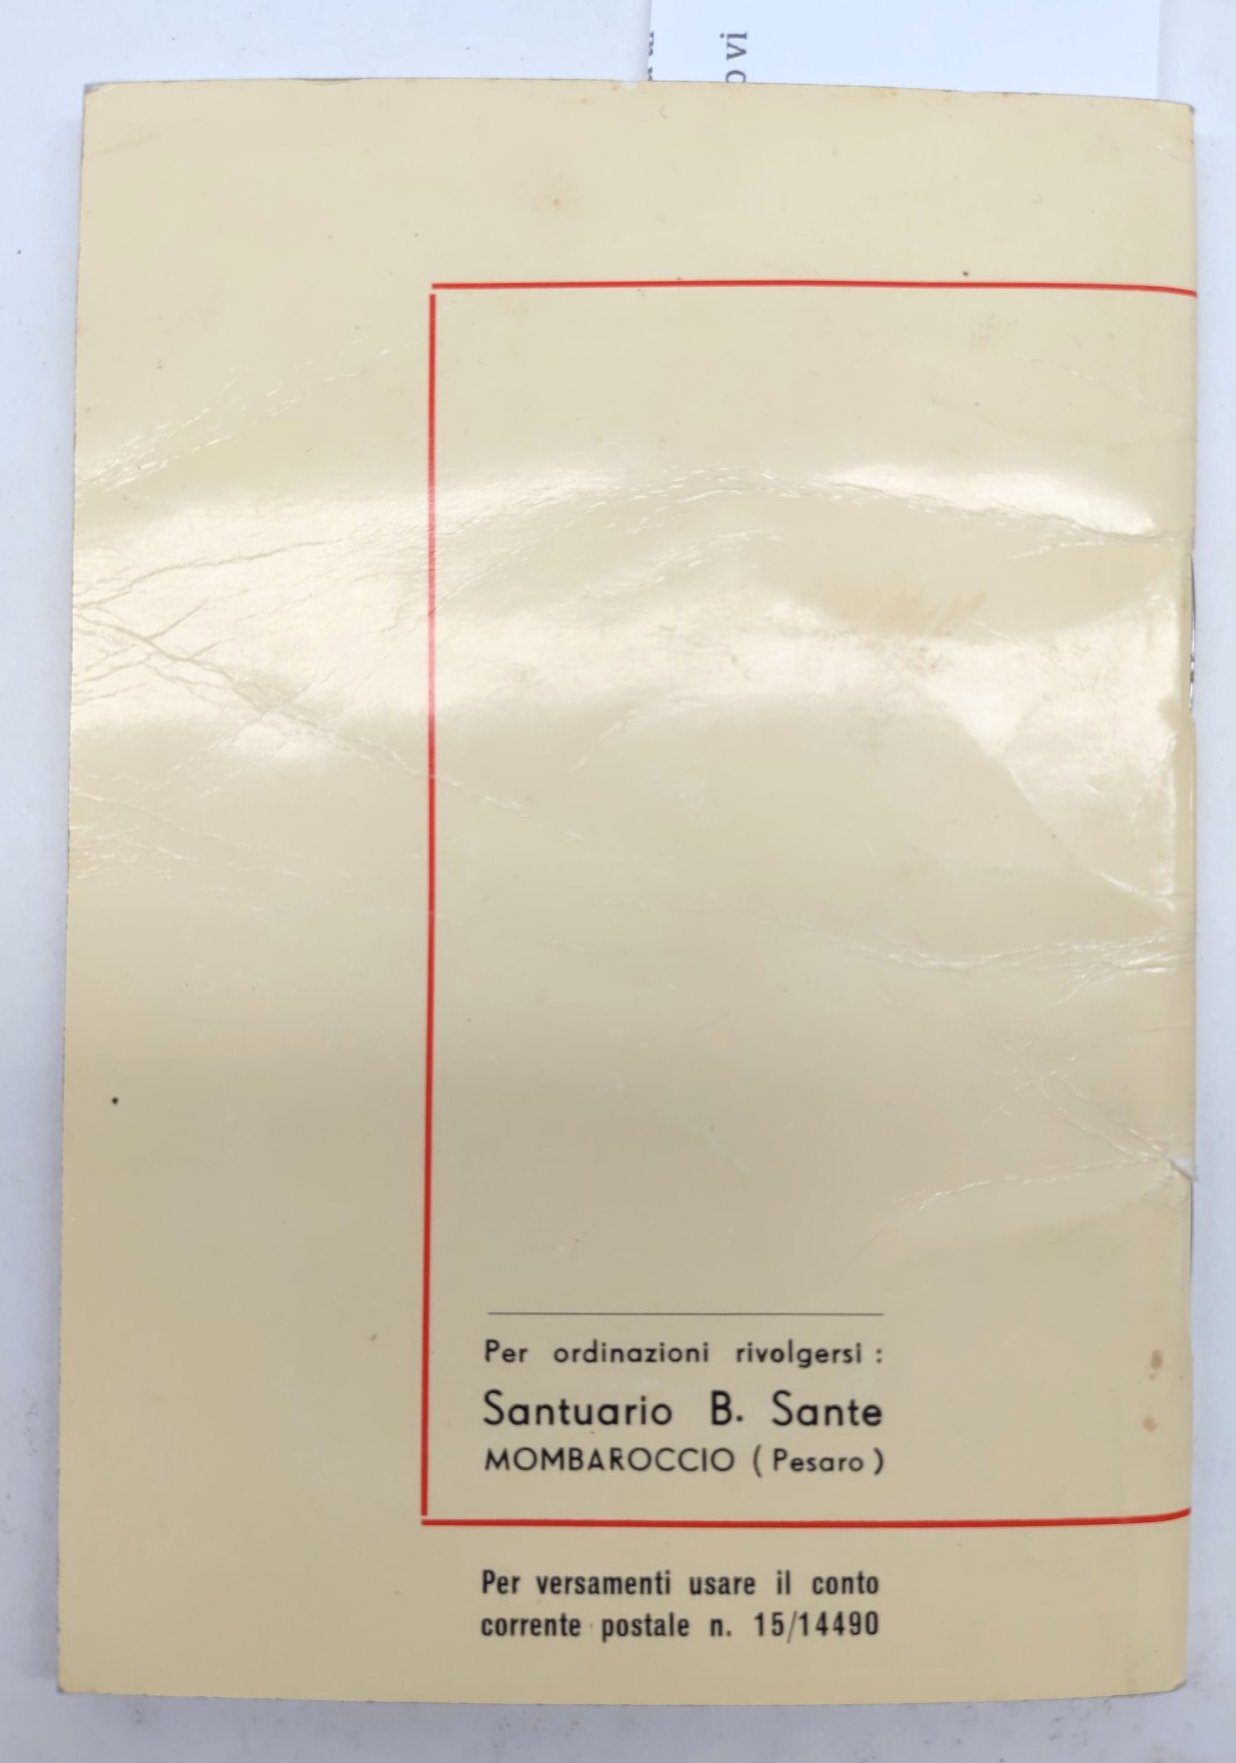 Per ordinazioni rivolgersi :
Santuario B. Sante
MOMBAROCCIO ( Pesaro )
Per versamenti usare il conto
corrente postale n. 15/14490